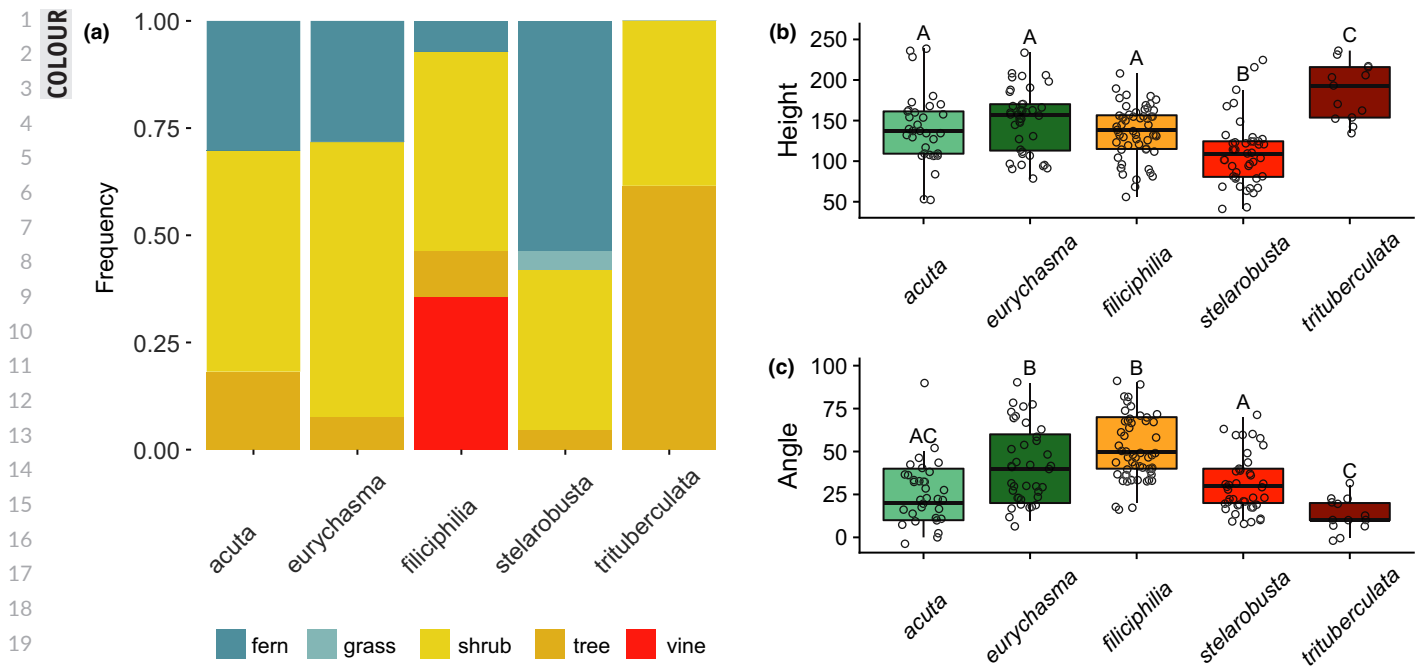 1
2
3
4
5
6
7
8
9
10
11
12
13
14
15
16
17
18
19
COLOUR
(a)
Frequency
1.00
0.75
0.50
0.25
0.00
acuta
eurychasma
filiciphilia
stelarobusta
trituberculata
fern grass shrub tree vine
(b)
Height
250
200
150
100
50
A A A B C
acuta
eurychasma
filiciphilia
stelarobusta
trituberculata
(c)
Angle
100
75
50
25
0
AC B B A C
acuta
eurychasma
filiciphilia
stelarobusta
trituberculata